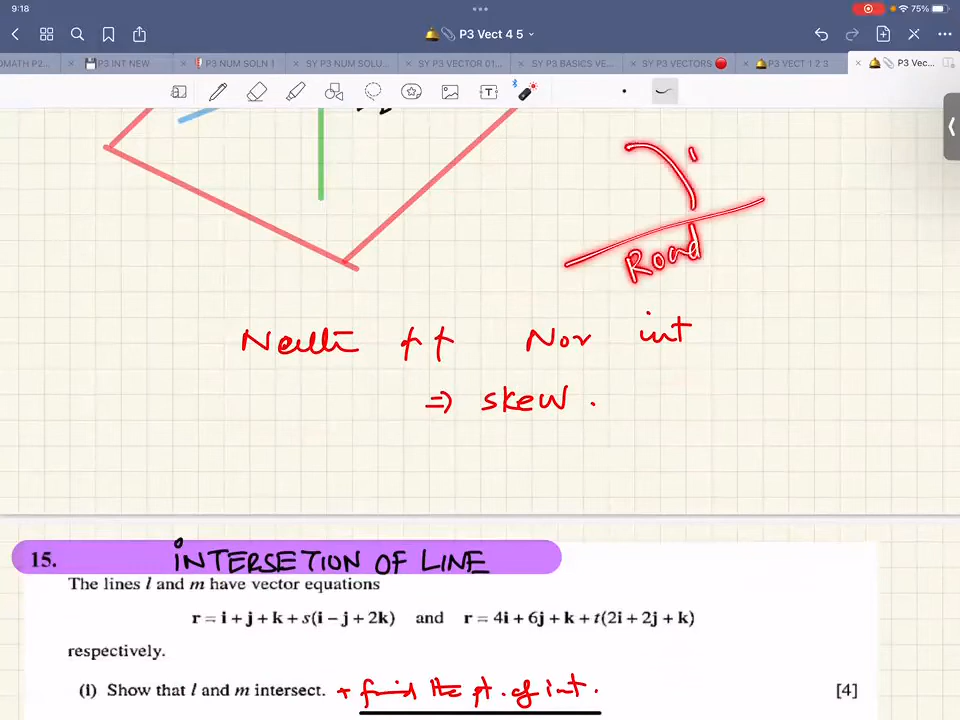 9:18
75%
P3 Vect 4 5
OMATH P2...
P3 INT NEW
P3 NUM SOLN 1
SY P3 NUM SOLU...
SY P3 VECTOR 01...
SY P3 BASICS VE...
SY P3 VECTORS
P3 VECT 1 2 3
P3 Vec...
Road
Nor int
⇒ skew.
15. INTERSETION OF LINE
The lines l and m have vector equations
r = i + j + k + s(i − j + 2k) and r = 4i + 6j + k + t(2i + 2j + k)
respectively.
(i) Show that l and m intersect. + find the pt. of int. [4]